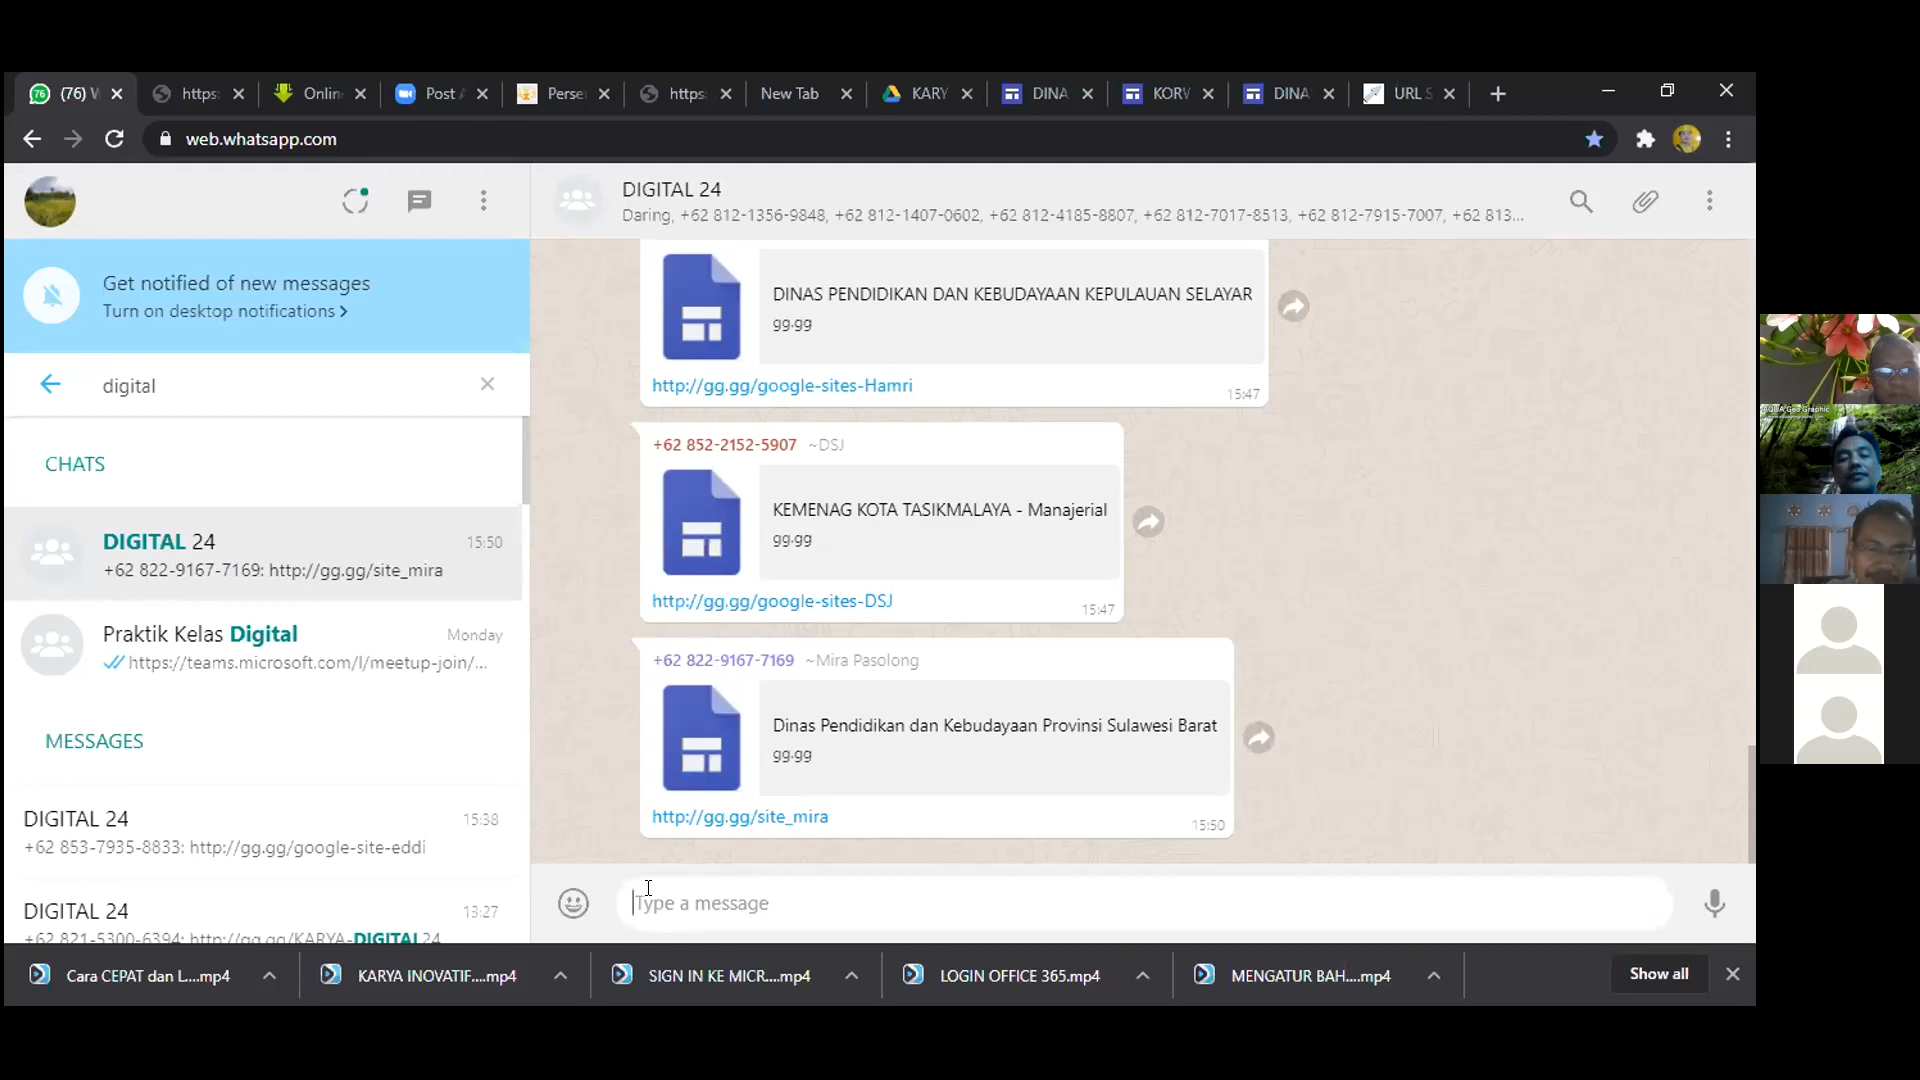 (76) W
https:
Onlin
Post A
Perse
https:
New Tab
KARY
DINA
KORV
DINA
URL S
web.whatsapp.com
DIGITAL 24
Daring, +62 812-1356-9848, +62 812-1407-0602, +62 812-4185-8807, +62 812-7017-8513, +62 812-7915-7007, +62 813...
Get notified of new messages
Turn on desktop notifications >
digital
CHATS
DIGITAL 24
15:50
+62 822-9167-7169: http://gg.gg/site_mira
Praktik Kelas Digital
Monday
https://teams.microsoft.com/l/meetup-join/...
MESSAGES
DIGITAL 24
15:38
+62 853-7935-8833: http://gg.gg/google-site-eddi
DIGITAL 24
13:27
+62 821-5300-6394: http://gg.gg/KARYA-DIGITAL24
DINAS PENDIDIKAN DAN KEBUDAYAAN KEPULAUAN SELAYAR
99.99
http://gg.gg/google-sites-Hamri
15:47
+62 852-2152-5907 ~DSJ
KEMENAG KOTA TASIKMALAYA - Manajerial
99.99
http://gg.gg/google-sites-DSJ
15:47
+62 822-9167-7169 ~Mira Pasolong
Dinas Pendidikan dan Kebudayaan Provinsi Sulawesi Barat
99.99
http://gg.gg/site_mira
15:50
Type a message
Cara CEPAT dan L....mp4
KARYA INOVATIF....mp4
SIGN IN KE MICR....mp4
LOGIN OFFICE 365.mp4
MENGATUR BAH....mp4
Show all